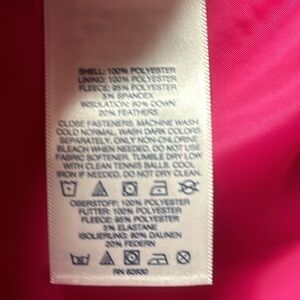 SHELL: 100% POLYESTER
LINING: 100% POLYESTER
FLEECE: 95% POLYESTER
5% SPANDEX
INSULATION: 80% DOWN
20% FEATHERS
CLOSE FASTENERS. MACHINE WASH
COLD NORMAL. WASH DARK COLORS
SEPARATELY. ONLY NON-CHLORINE
BLEACH WHEN NEEDED. DO NOT USE
FABRIC SOFTENER. TUMBLE DRY LOW
WITH CLEAN TENNIS BALLS. COOL
IRON IF NEEDED. DO NOT DRY CLEAN.
OBERSTOFF: 100% POLYESTER
FUTTER: 100% POLYESTER
FLEECE: 95% POLYESTER
5% ELASTANE
ISOLIERUNG: 80% DAUNEN
20% FEDERN
RN 62930